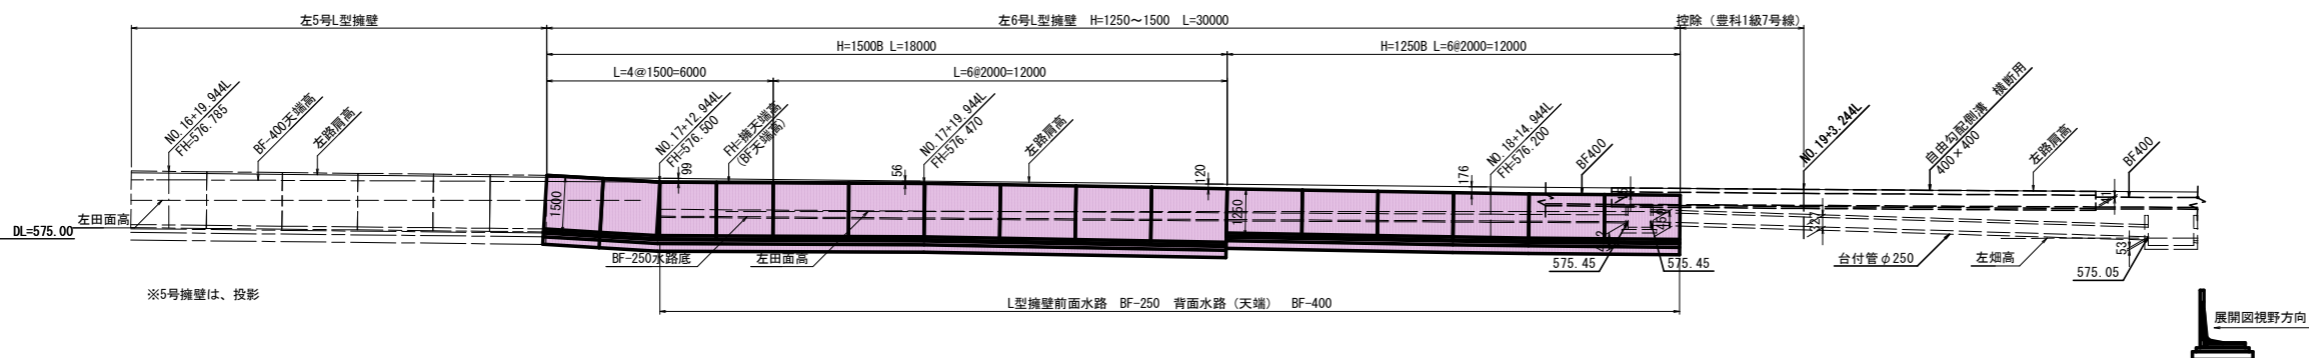 左5号L型擁壁
左6号L型擁壁 H=1250～1500 L=30000
控除（豊科1級7号線）
H=1500B L=18000
H=1250B L=6@2000=12000
L=4@1500=6000
L=6@2000=12000
NO.16+19.944L
FH=576.785
BF-400天端高
左路肩高
NO.17+12.944L
FH=576.500
99
FH=擁天端高
(BF天端高)
56
NO.17+19.944L
FH=576.470
左路肩高
120
176
NO.18+14.944L
FH=576.200
BF400
NO.19+3.244L
自由勾配側溝 横断用
400×400
左路肩高
BF400
1500
1250
左田面高
DL=575.00
BF-250水路底
左田面高
575.45
575.45
327
台付管φ250
左畑高
53
575.05
※5号擁壁は、投影
L型擁壁前面水路 BF-250 背面水路（天端） BF-400
展開図視野方向